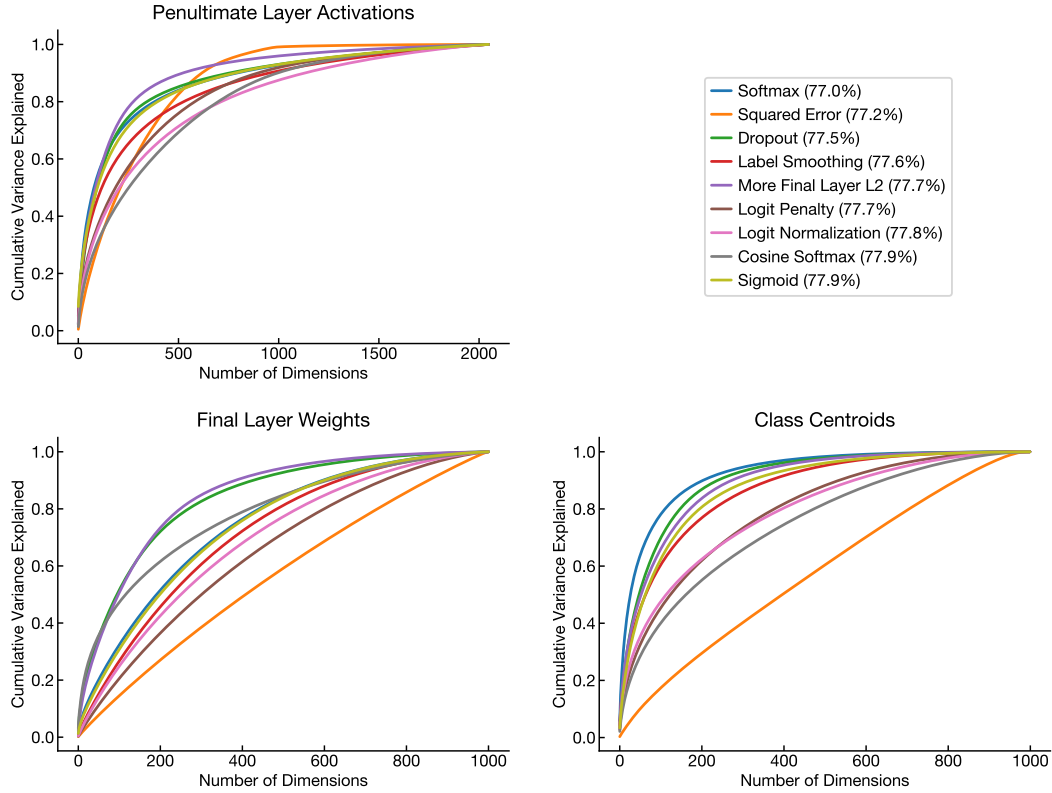 Penultimate Layer Activations
Cumulative Variance Explained
1.0
0.8
0.6
0.4
0.2
0.0
0 500 1000 1500 2000
Number of Dimensions
Softmax (77.0%)
Squared Error (77.2%)
Dropout (77.5%)
Label Smoothing (77.6%)
More Final Layer L2 (77.7%)
Logit Penalty (77.7%)
Logit Normalization (77.8%)
Cosine Softmax (77.9%)
Sigmoid (77.9%)
Final Layer Weights
Cumulative Variance Explained
1.0
0.8
0.6
0.4
0.2
0.0
0 200 400 600 800 1000
Number of Dimensions
Class Centroids
Cumulative Variance Explained
1.0
0.8
0.6
0.4
0.2
0.0
0 200 400 600 800 1000
Number of Dimensions